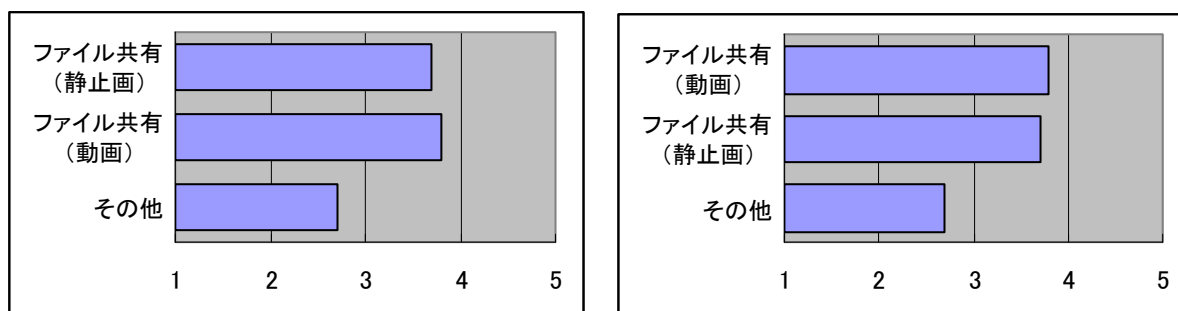 ファイル共有
（静止画）
ファイル共有
（動画）
その他
1 2 3 4 5
ファイル共有
（動画）
ファイル共有
（静止画）
その他
1 2 3 4 5